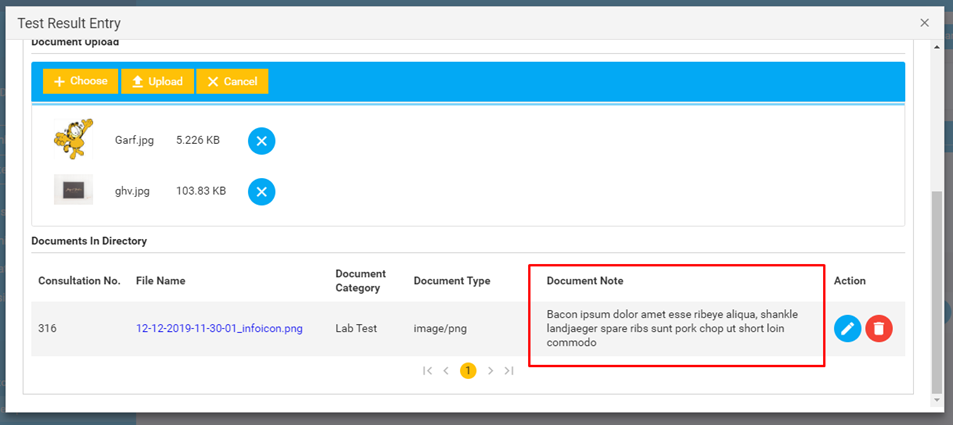 Test Result Entry
Document Upload
Choose Upload Cancel
Garf.jpg 5.226 KB
ghv.jpg 103.83 KB
Documents In Directory
Consultation No. File Name Document Category Document Type Document Note Action
316 12-12-2019-11-30-01_infoicon.png Lab Test image/png Bacon ipsum dolor amet esse ribeye aliqua, shankle
landjaeger spare ribs sunt pork chop ut short loin
commodo
1